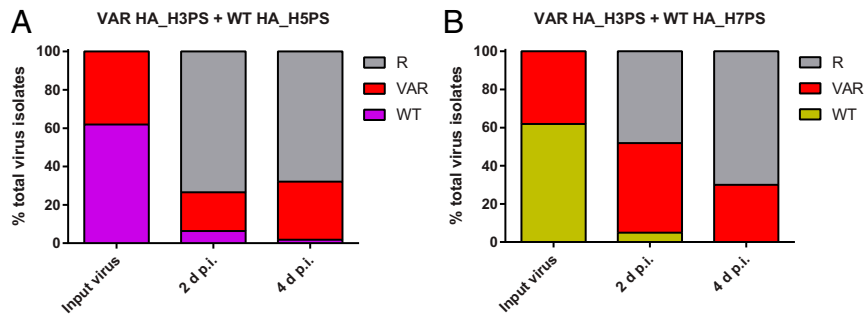 A
VAR HA_H3PS + WT HA_H5PS
% total virus isolates
100
80
60
40
20
0
Input virus
2 d p.i.
4 d p.i.
R
VAR
WT
B
VAR HA_H3PS + WT HA_H7PS
% total virus isolates
100
80
60
40
20
0
Input virus
2 d p.i.
4 d p.i.
R
VAR
WT